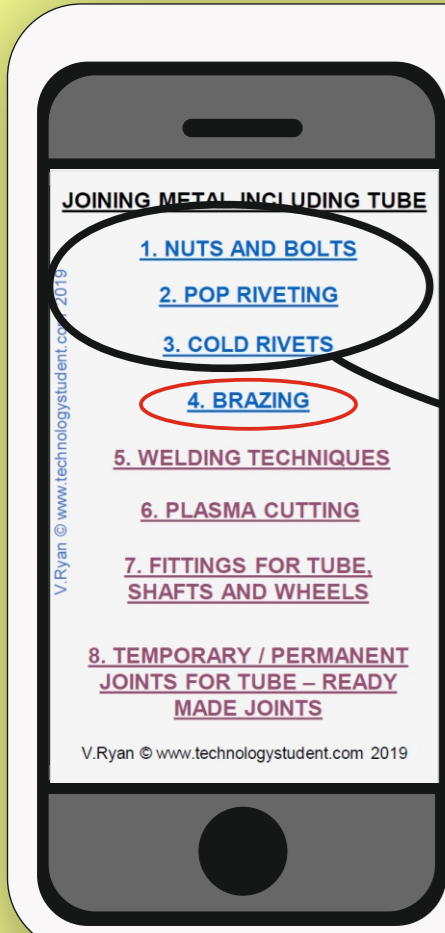 JOINING METAL INCLUDING TUBE
1. NUTS AND BOLTS
2. POP RIVETING
3. COLD RIVETS
4. BRAZING
5. WELDING TECHNIQUES
6. PLASMA CUTTING
7. FITTINGS FOR TUBE,
SHAFTS AND WHEELS
8. TEMPORARY / PERMANENT
JOINTS FOR TUBE – READY
MADE JOINTS
V.Ryan © www.technologystudent.com 2019
V.Ryan © www.technologystudent.com 2019